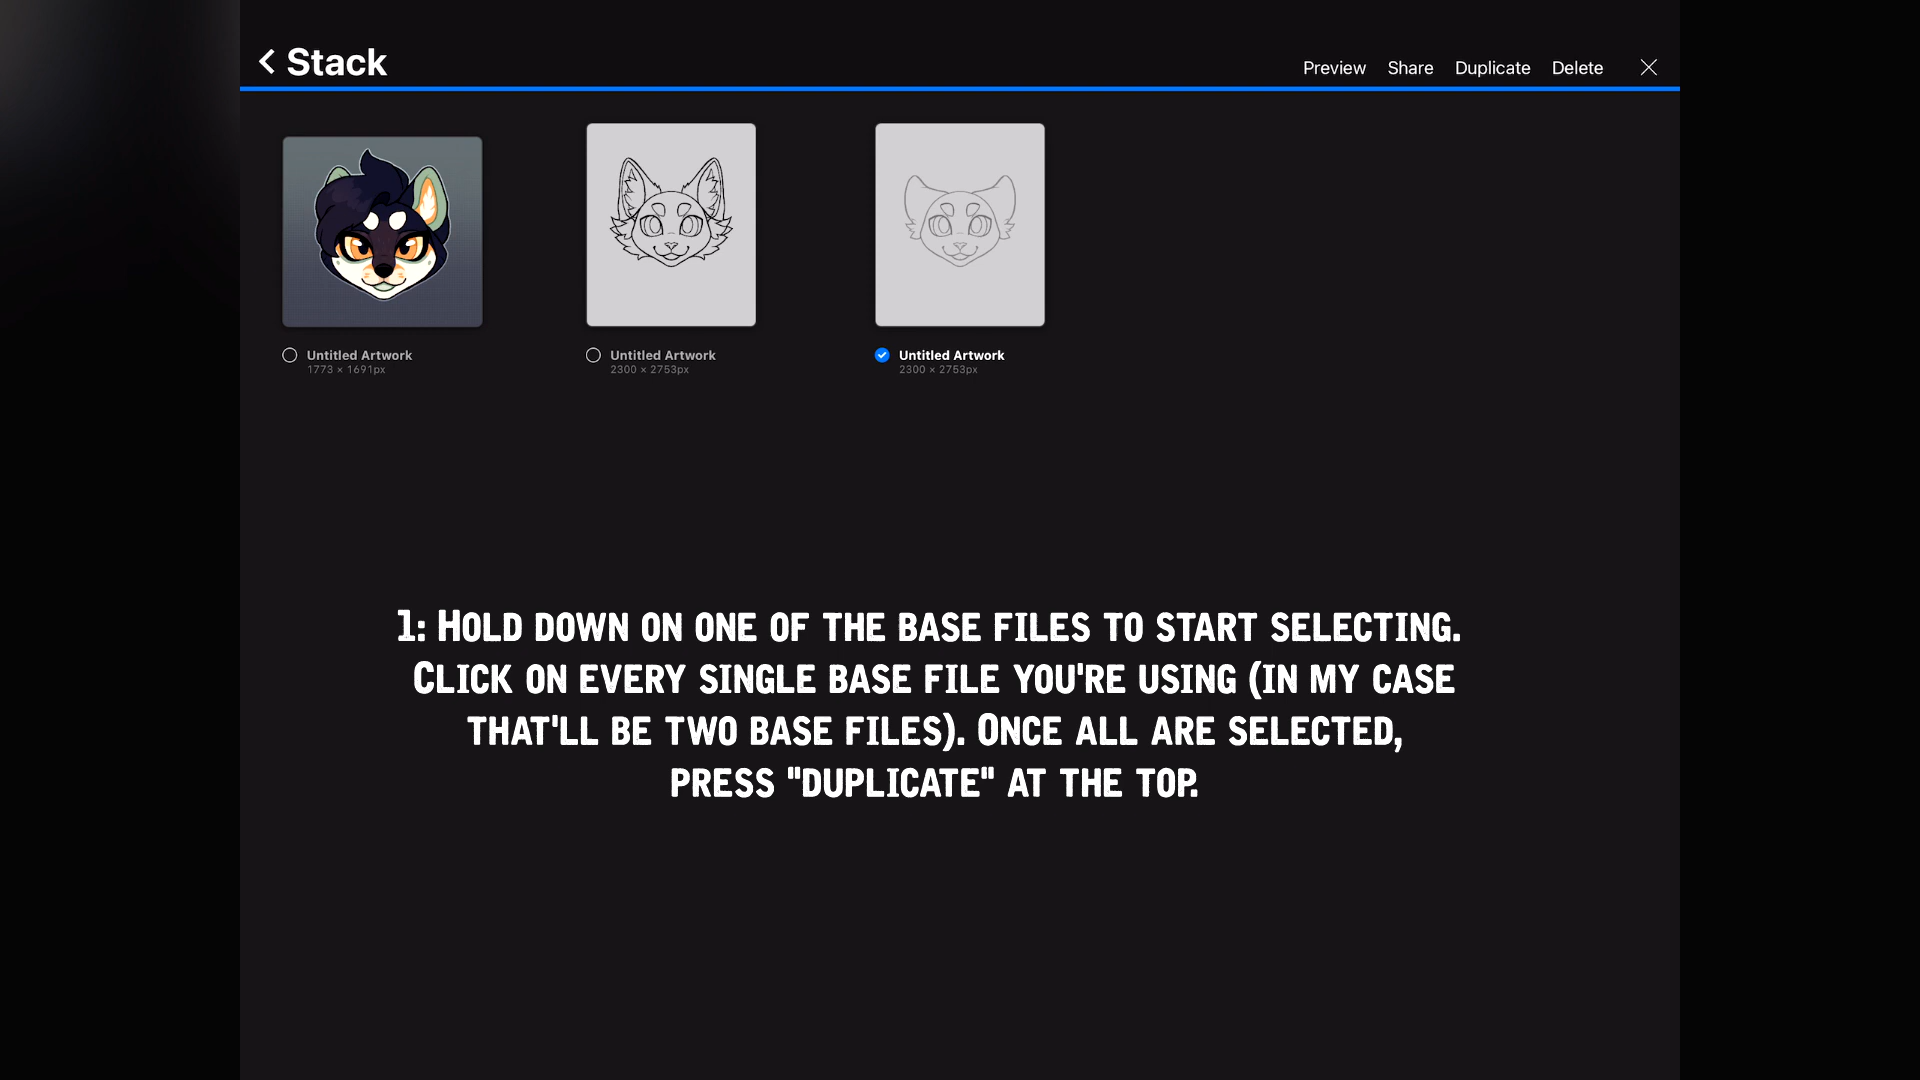 Stack
Preview Share Duplicate Delete
Untitled Artwork
1773 × 1691px
Untitled Artwork
2300 × 2753px
Untitled Artwork
2300 × 2753px
1: Hold down on one of the base files to start selecting.
Click on every single base file you're using (in my case
that'll be two base files). Once all are selected,
press "duplicate" at the top.